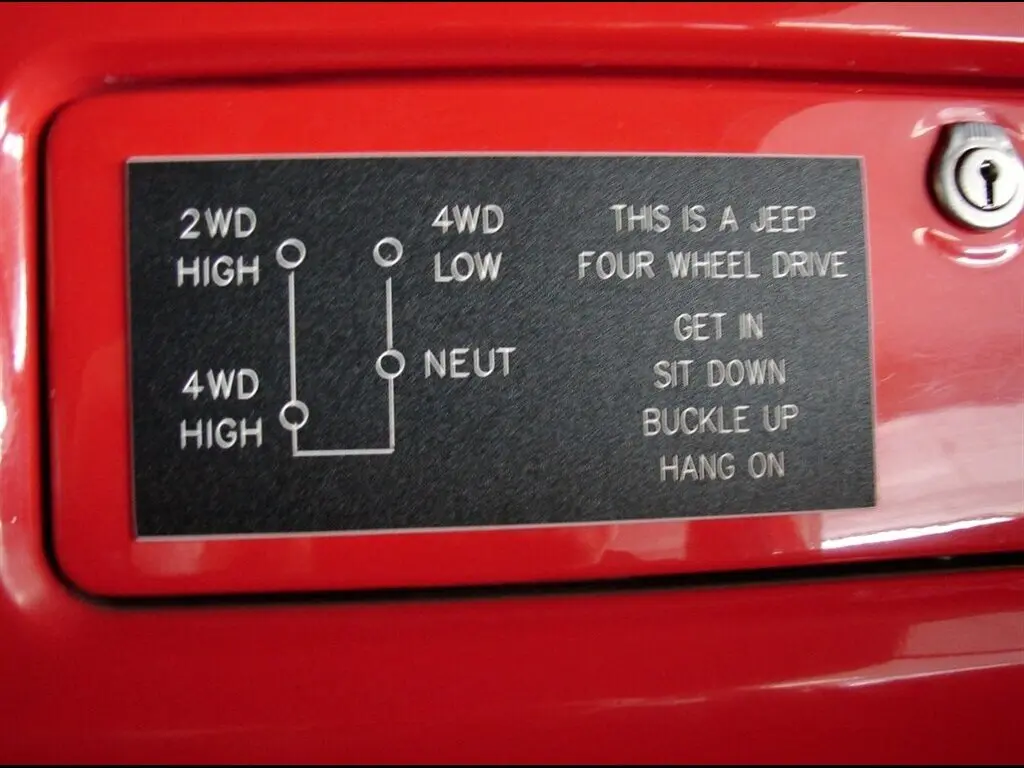 2WD
HIGH
4WD
LOW
4WD
HIGH
NEUT
THIS IS A JEEP
FOUR WHEEL DRIVE
GET IN
SIT DOWN
BUCKLE UP
HANG ON